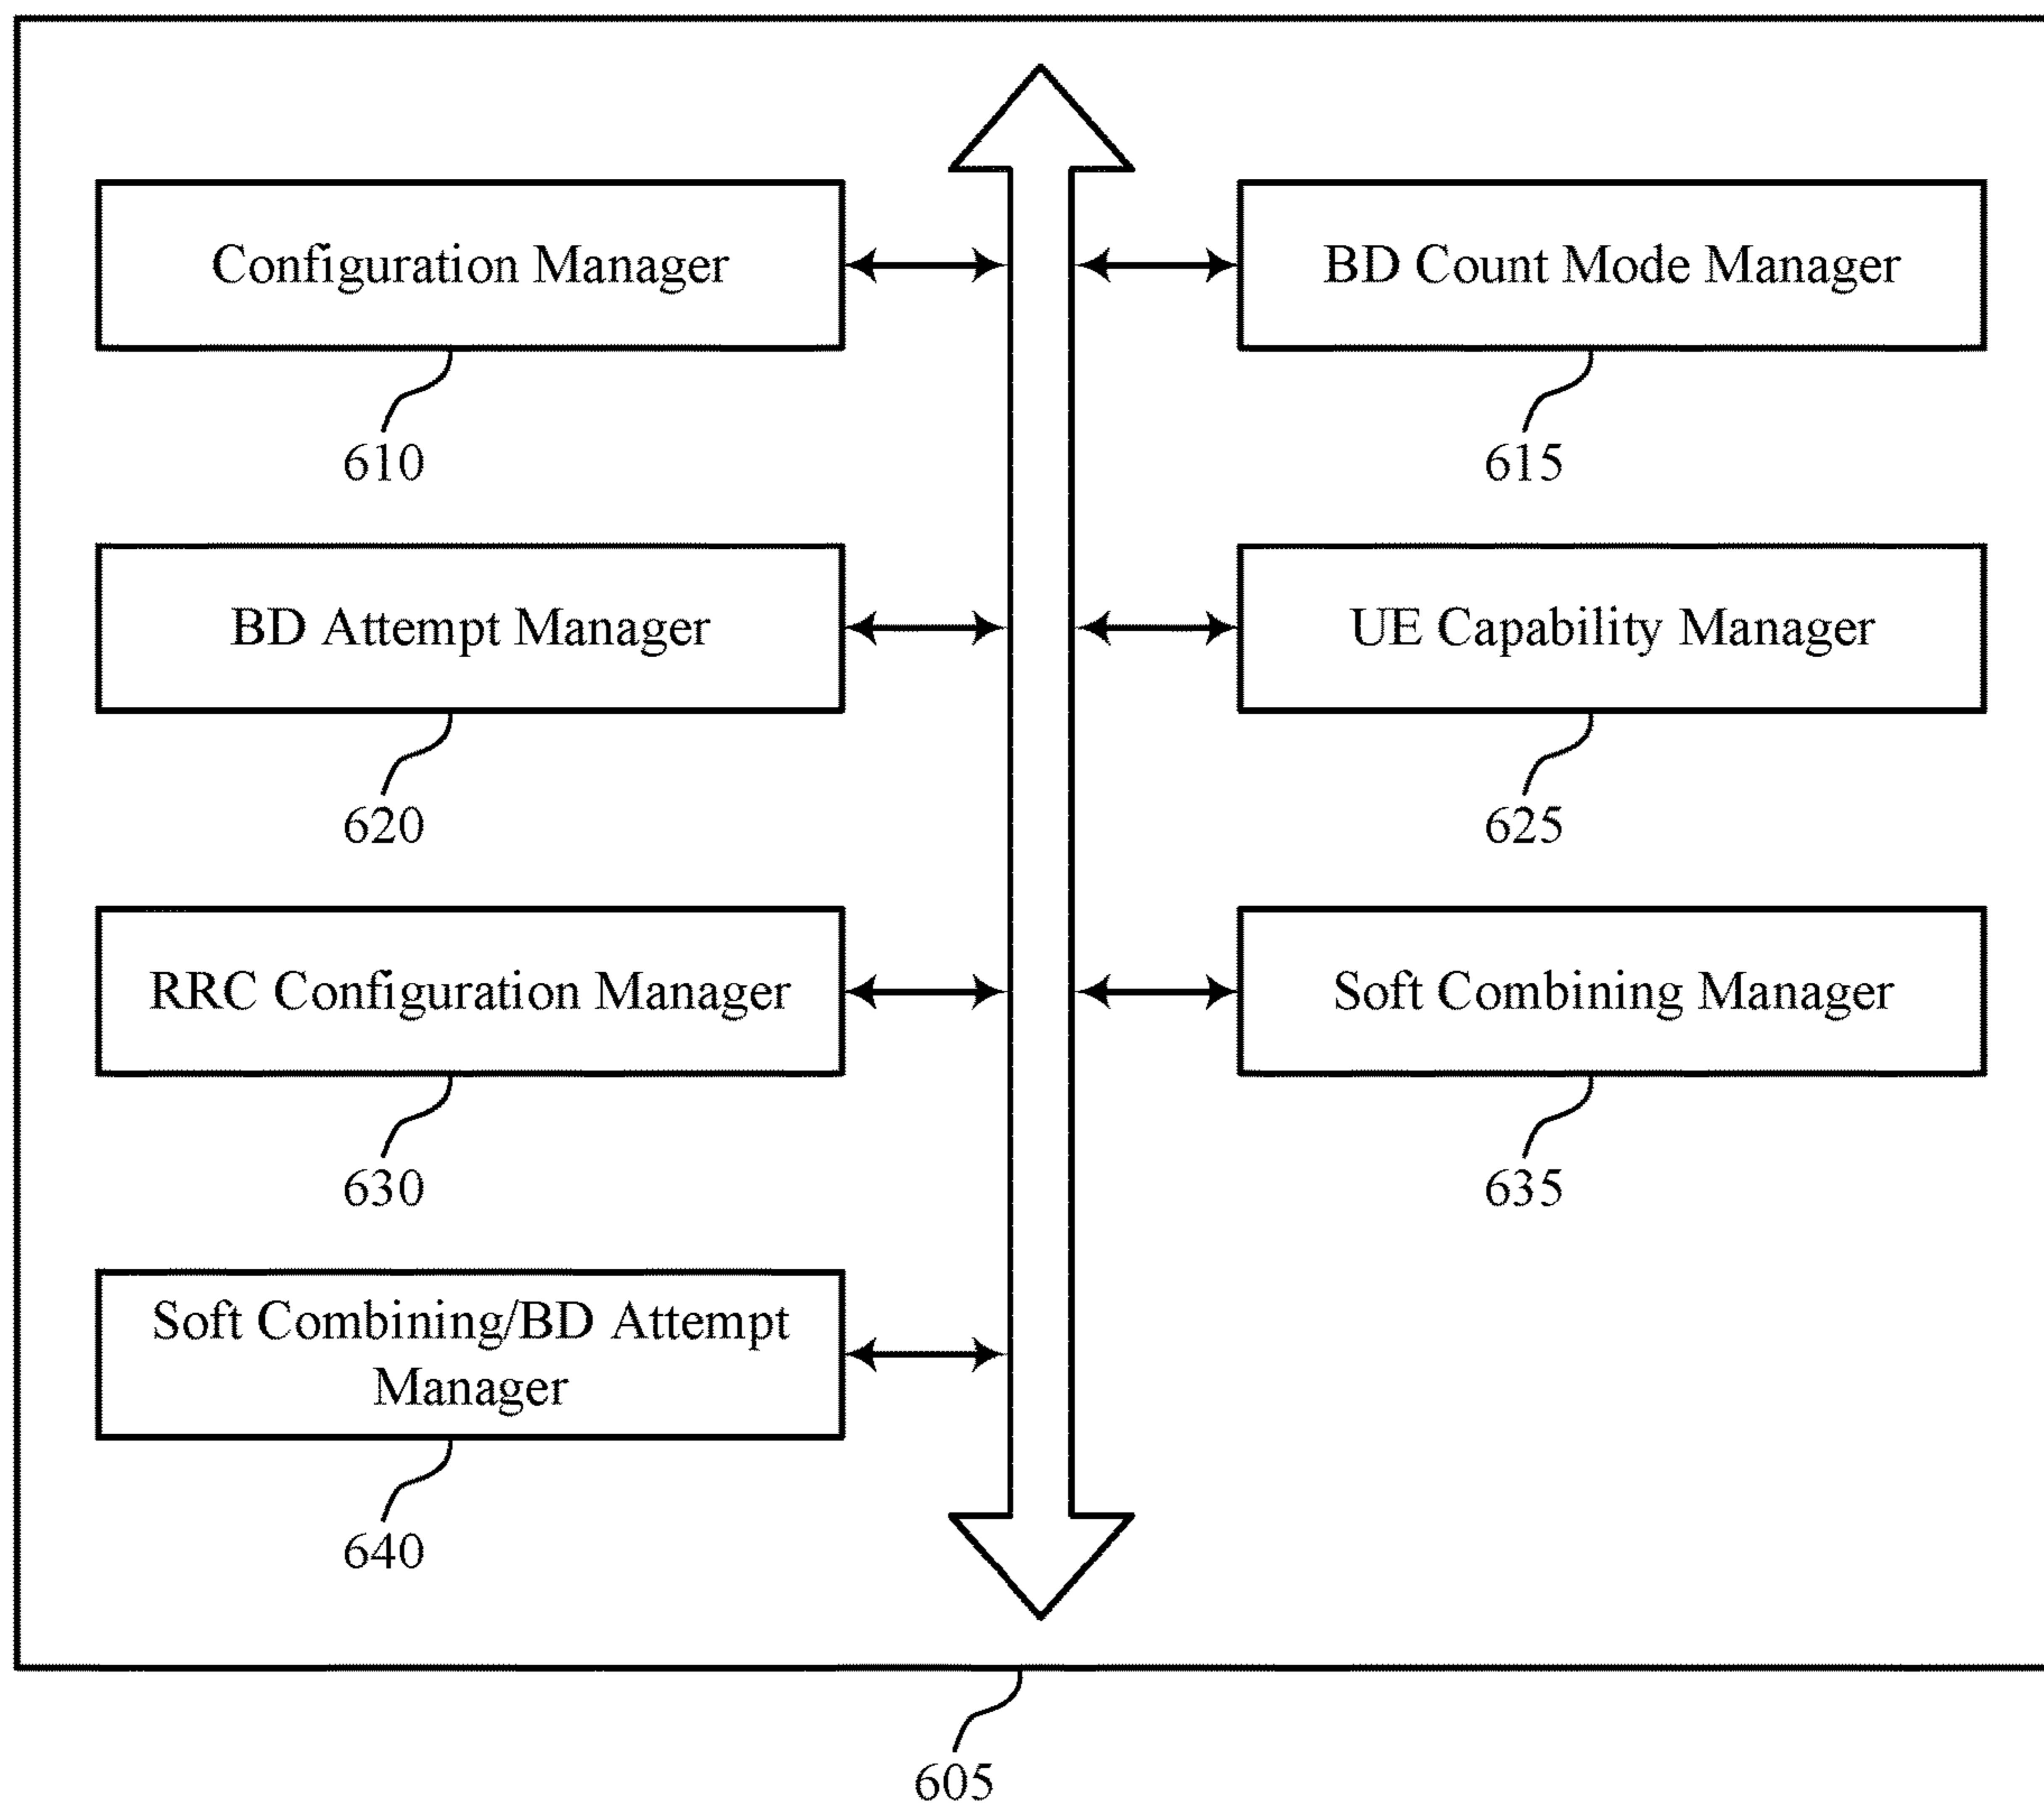 Configuration Manager
BD Count Mode Manager
610
615
BD Attempt Manager
UE Capability Manager
620
625
RRC Configuration Manager
Soft Combining Manager
630
635
Soft Combining/BD Attempt
Manager
640
605